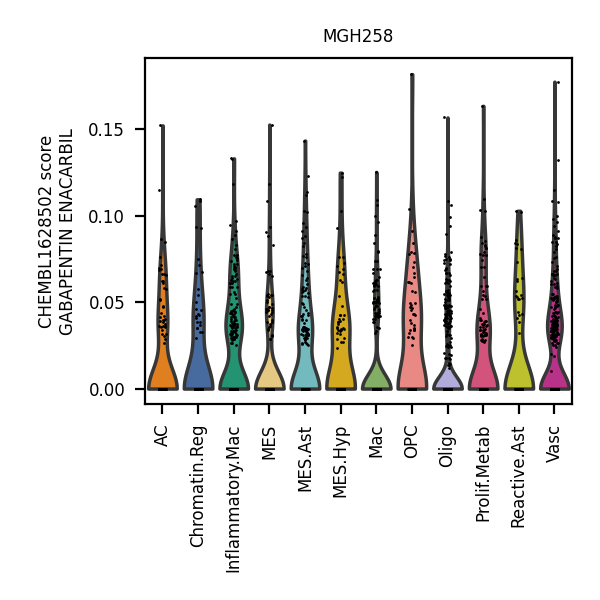 MGH258
CHEMBL1628502 score
GABAPENTIN ENACARBIL
0.15
0.10
0.05
0.00
AC
Chromatin.Reg
Inflammatory.Mac
MES
MES.Ast
MES.Hyp
Mac
OPC
Oligo
Prolif.Metab
Reactive.Ast
Vasc